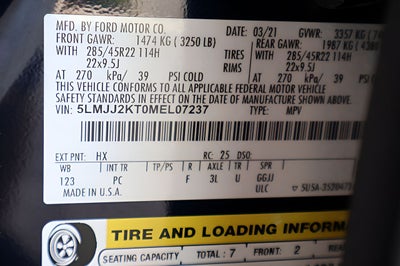 MFD. BY FORD MOTOR CO. 03/21 GVWR: 3357 KG
FRONT GAWR: 1474 KG (3250 LB) REAR GAWR: 1987 KG (4380
WITH 285/45R22 114H TIRES WITH 285/45R22 114H
22x9.5J RIMS 22x9.5J
AT 270 kPa/ 39 PSI COLD AT 270 kPa/ 39 PSI COLD
THIS VEHICLE CONFORMS TO ALL APPLICABLE FEDERAL MOTOR VEHICLE
SAFETY STANDARDS IN EFFECT ON THE DATE OF MANUFACTURE SHOWN ABOVE.
VIN: 5LMJJ2KT0MEL07237 TYPE: MPV
EXT PNT: HX RC: 25 DSO:
WB INT TR TP/PS R AXLE TR SPR
123 PC F 3L U GGJJ
MADE IN U.S.A. ULC
TIRE AND LOADING INFORM
SEATING CAPACITY TOTAL: 7 FRONT: 2